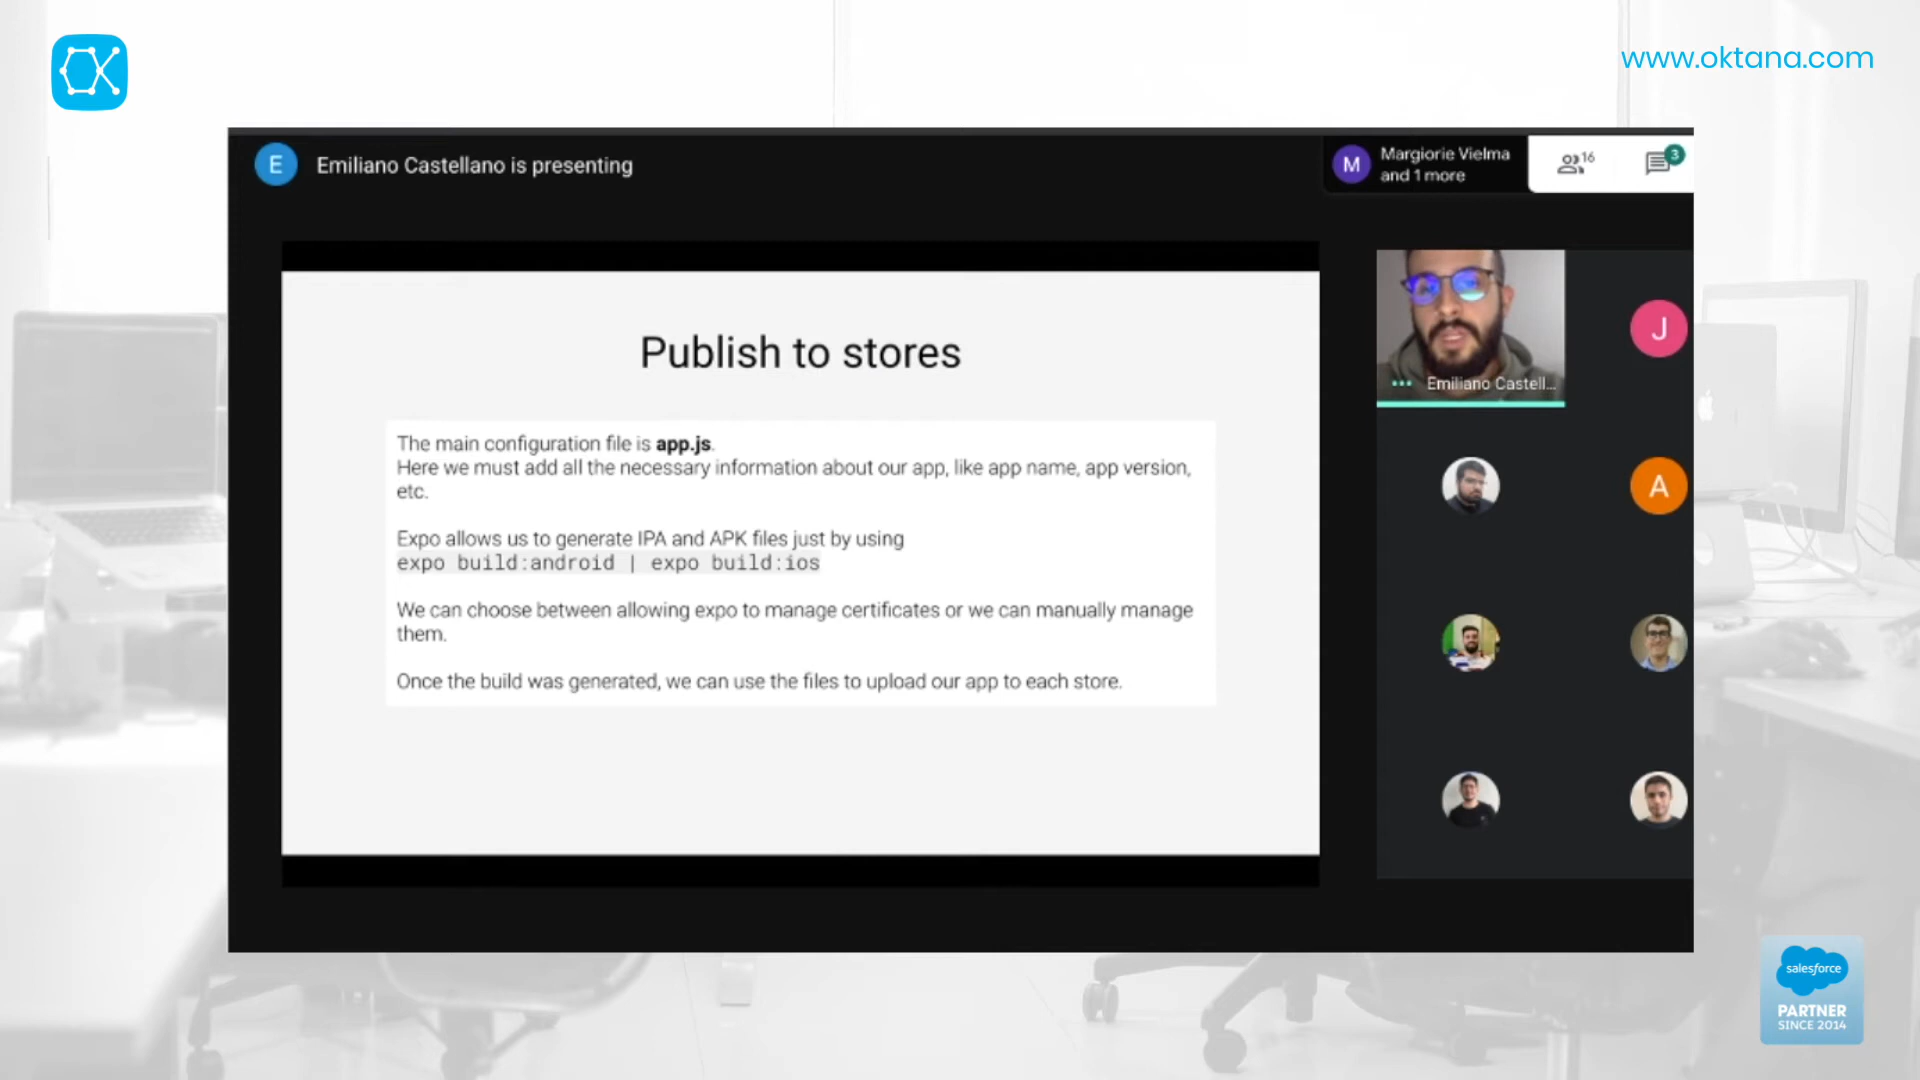 www.oktana.com
E
Emiliano Castellano is presenting
M
Margiorie Vielma
and 1 more
16
3
Publish to stores
The main configuration file is app.js.
Here we must add all the necessary information about our app, like app name, app version,
etc.
Expo allows us to generate IPA and APK files just by using
expo build:android | expo build:ios
We can choose between allowing expo to manage certificates or we can manually manage
them.
Once the build was generated, we can use the files to upload our app to each store.
Emiliano Castell...
J
A
salesforce
PARTNER
SINCE 2014